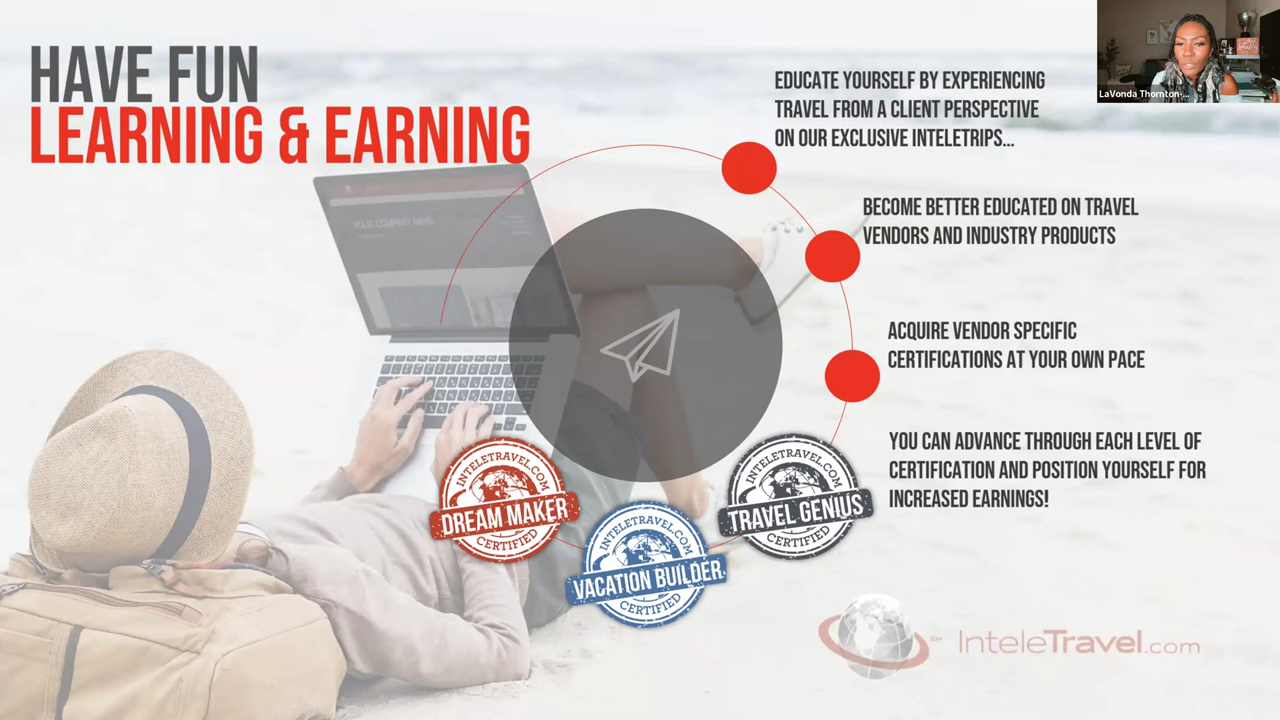 HAVE FUN
LEARNING & EARNING
EDUCATE YOURSELF BY EXPERIENCING
TRAVEL FROM A CLIENT PERSPECTIVE
ON OUR EXCLUSIVE INTELETRIPS...
LaVonda Thornton-...
BECOME BETTER EDUCATED ON TRAVEL
VENDORS AND INDUSTRY PRODUCTS
YOUR COMPANY NAME
ACQUIRE VENDOR SPECIFIC
CERTIFICATIONS AT YOUR OWN PACE
YOU CAN ADVANCE THROUGH EACH LEVEL OF
CERTIFICATION AND POSITION YOURSELF FOR
INCREASED EARNINGS!
INTELETRAVEL.COM
DREAM MAKER
CERTIFIED
INTELETRAVEL.COM
VACATION BUILDER
CERTIFIED
INTELETRAVEL.COM
TRAVEL GENIUS
CERTIFIED
SM InteleTravel.com